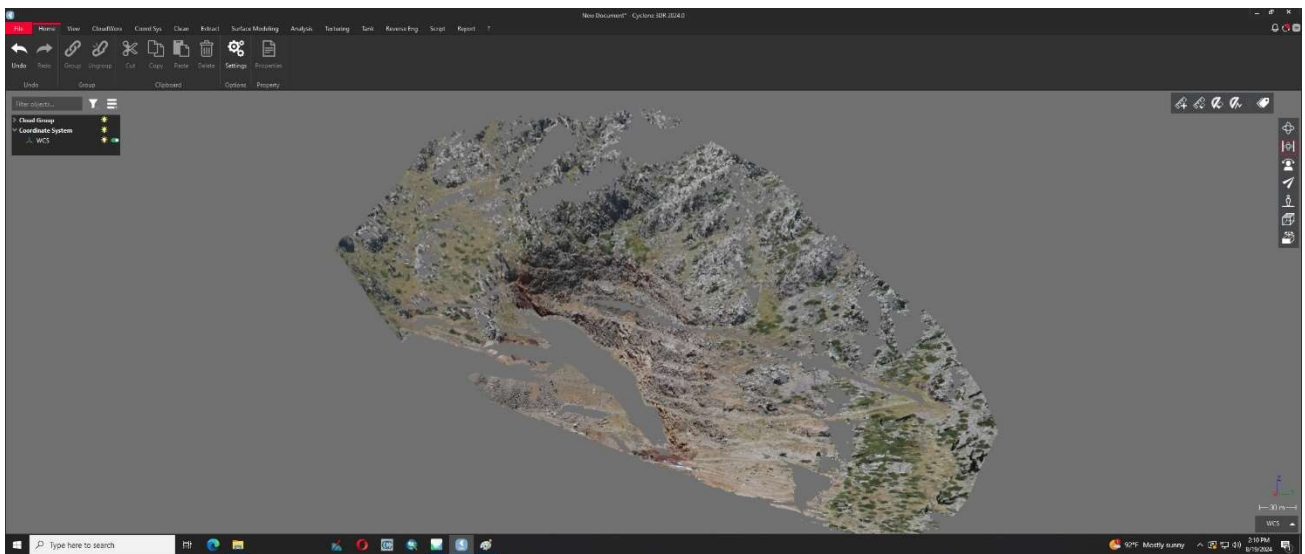 New Document* - Cyclone 3DR 2024.0
File Home View CloudWorx Coord Sys Clean Extract Surface Modeling Analysis Texturing Tank Reverse Eng Script Report ?
Undo Redo Group Ungroup Cut Copy Paste Delete Settings Properties
Undo Group Clipboard Options Property
Filter objects...
Cloud Group
Coordinate System
WCS
30 m
WCS
Type here to search
92°F Mostly sunny
2:10 PM
8/19/2024